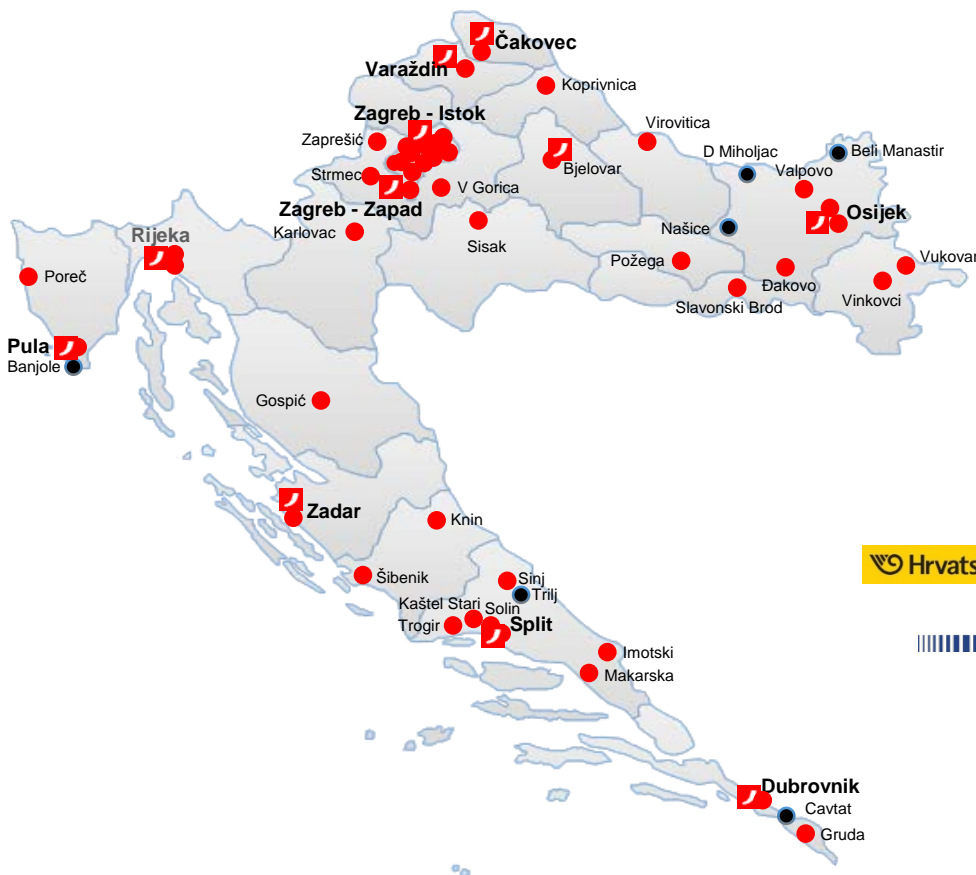 Čakovec
Varaždin
Koprivnica
Zagreb - Istok
Virovitica
Zaprešić
D Miholjac
Beli Manastir
Bjelovar
Valpovo
Strmec
V Gorica
Osijek
Zagreb - Zapad
Našice
Karlovac
Rijeka
Sisak
Vukovar
Požega
Poreč
Đakovo
Vinkovci
Slavonski Brod
Pula
Banjole
Gospić
Zadar
Knin
Hrvats
Šibenik
Sinj
Trilj
Kaštel Stari
Solin
Trogir
Split
Imotski
Makarska
Dubrovnik
Cavtat
Gruda